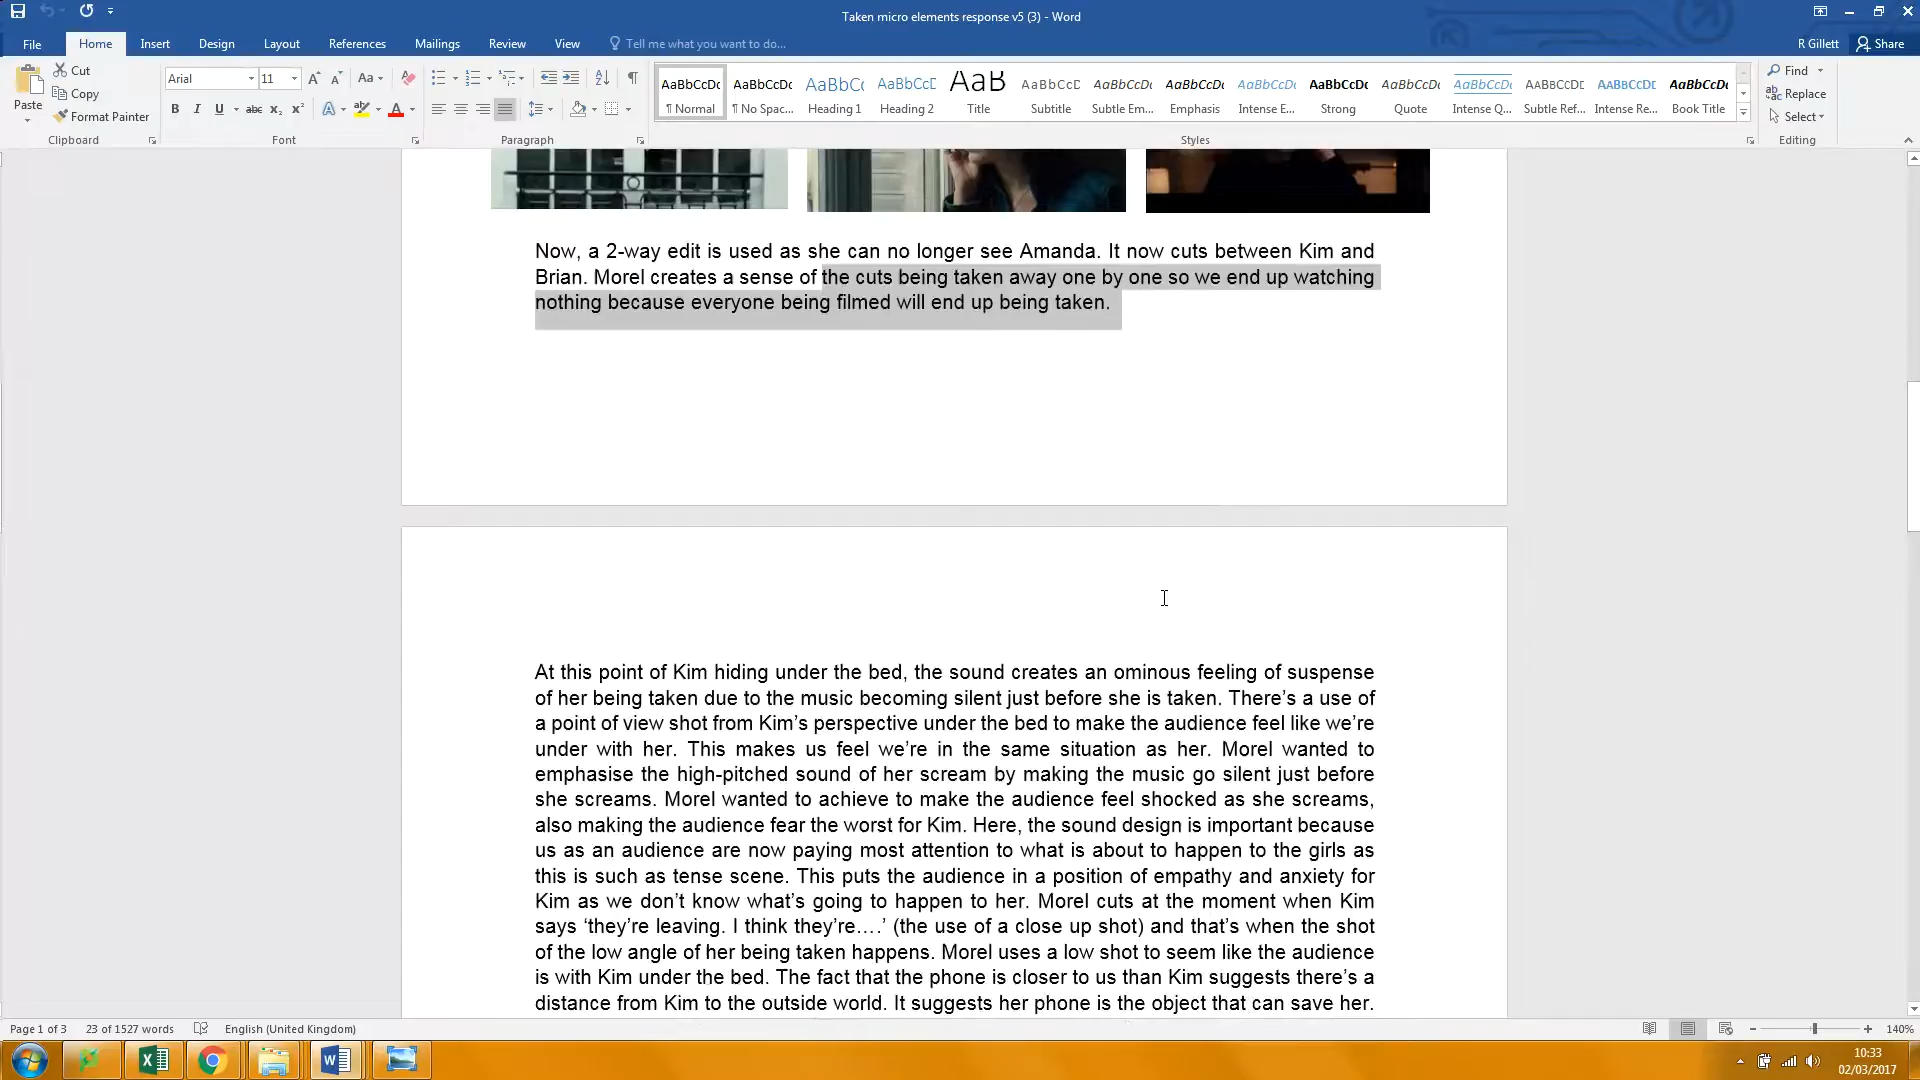 Taken micro elements response v5 (3) - Word
File Home Insert Design Layout References Mailings Review View Tell me what you want to do... R Gillett Share
Cut
Copy
Format Painter
Paste
Clipboard
Arial 11
Font
Paragraph
AaBbCcDc AaBbCcDc AaBbCc AaBbCcD AaB AaBbCcD AaBbCcDc AaBbCcDc AaBbCcDc AaBbCcDc AaBbCcDc AaBbCcDc AaBbCcDd AaBbCcDd AaBbCcDc
¶ Normal ¶ No Spac... Heading 1 Heading 2 Title Subtitle Subtle Em... Emphasis Intense E... Strong Quote Intense Q... Subtle Ref... Intense Re... Book Title
Styles
Find
Replace
Select
Editing
Now, a 2-way edit is used as she can no longer see Amanda. It now cuts between Kim and
Brian. Morel creates a sense of the cuts being taken away one by one so we end up watching
nothing because everyone being filmed will end up being taken.
At this point of Kim hiding under the bed, the sound creates an ominous feeling of suspense
of her being taken due to the music becoming silent just before she is taken. There’s a use of
a point of view shot from Kim’s perspective under the bed to make the audience feel like we’re
under with her. This makes us feel we’re in the same situation as her. Morel wanted to
emphasise the high-pitched sound of her scream by making the music go silent just before
she screams. Morel wanted to achieve to make the audience feel shocked as she screams,
also making the audience fear the worst for Kim. Here, the sound design is important because
us as an audience are now paying most attention to what is about to happen to the girls as
this is such as tense scene. This puts the audience in a position of empathy and anxiety for
Kim as we don’t know what’s going to happen to her. Morel cuts at the moment when Kim
says ‘they’re leaving. I think they’re….’ (the use of a close up shot) and that’s when the shot
of the low angle of her being taken happens. Morel uses a low shot to seem like the audience
is with Kim under the bed. The fact that the phone is closer to us than Kim suggests there’s a
distance from Kim to the outside world. It suggests her phone is the object that can save her.
Page 1 of 3 23 of 1527 words English (United Kingdom) 140%
10:33
02/03/2017